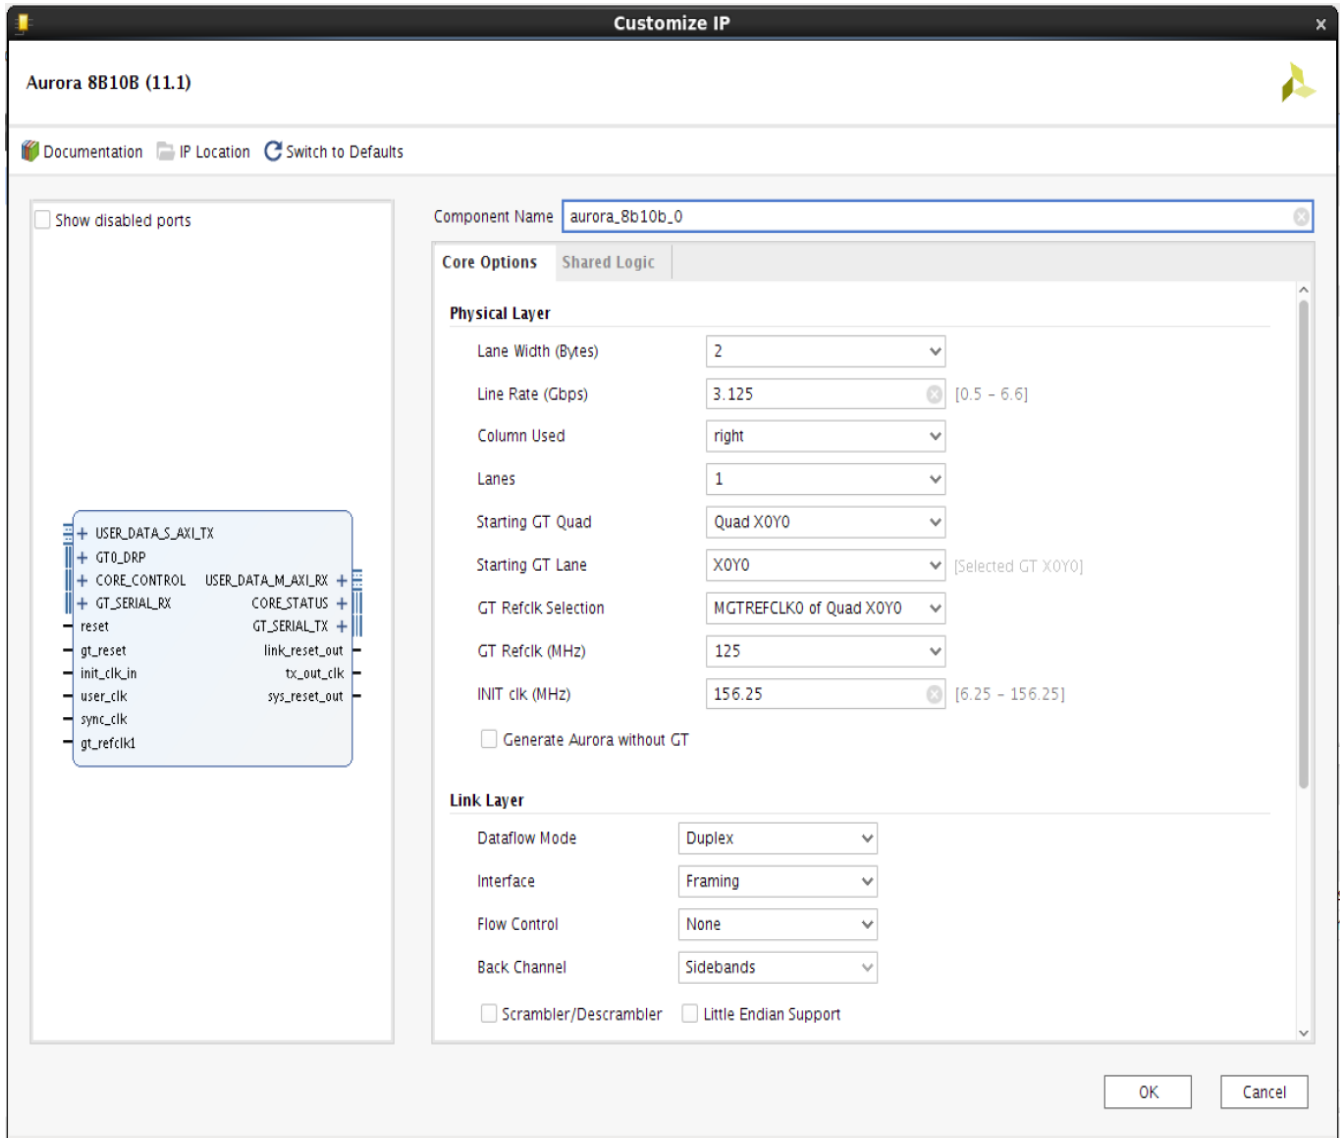 Customize IP
x
Aurora 8B10B (11.1)
Documentation IP Location Switch to Defaults
Show disabled ports
+ USER_DATA_S_AXI_TX
+ GT0_DRP
+ CORE_CONTROL USER_DATA_M_AXI_RX +
+ GT_SERIAL_RX CORE_STATUS +
reset GT_SERIAL_TX +
gt_reset link_reset_out
init_clk_in tx_out_clk
user_clk sys_reset_out
sync_clk
gt_refclk1
Component Name aurora_8b10b_0
Core Options Shared Logic
Physical Layer
Lane Width (Bytes) 2
Line Rate (Gbps) 3.125 [0.5 - 6.6]
Column Used right
Lanes 1
Starting GT Quad Quad X0Y0
Starting GT Lane X0Y0 [Selected GT X0Y0]
GT Refclk Selection MGTREFCLK0 of Quad X0Y0
GT Refclk (MHz) 125
INIT clk (MHz) 156.25 [6.25 - 156.25]
Generate Aurora without GT
Link Layer
Dataflow Mode Duplex
Interface Framing
Flow Control None
Back Channel Sidebands
Scrambler/Descrambler Little Endian Support
OK Cancel